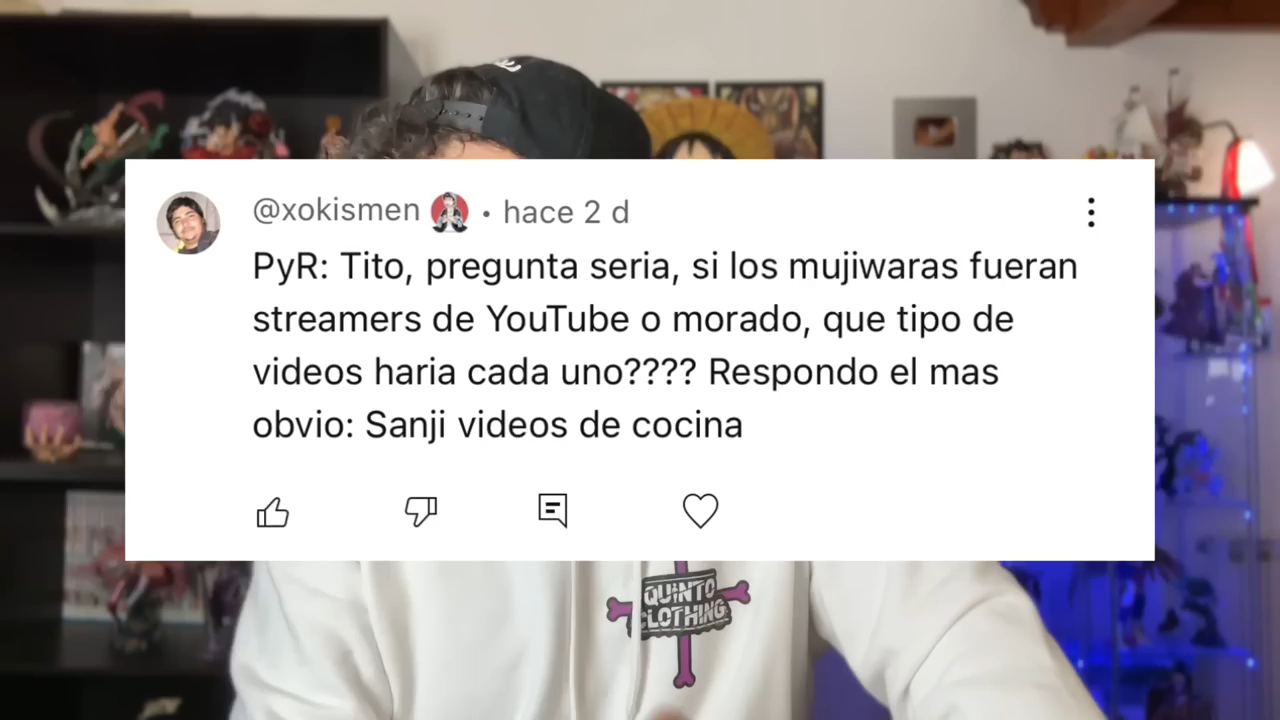 @xokismen • hace 2 d
PyR: Tito, pregunta seria, si los mujiwaras fueran
streamers de YouTube o morado, que tipo de
videos haria cada uno???? Respondo el mas
obvio: Sanji videos de cocina
QUINTO
CLOTHING